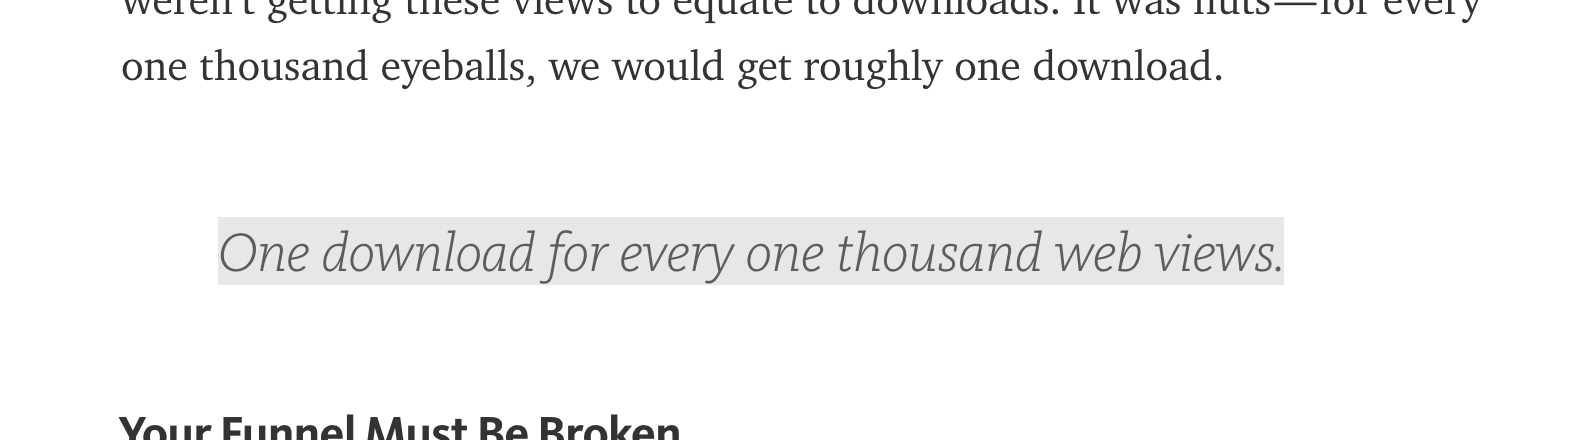 weren't getting these views to equate to downloads. It was nuts—for every
one thousand eyeballs, we would get roughly one download.
One download for every one thousand web views.
Your Funnel Must Be Broken